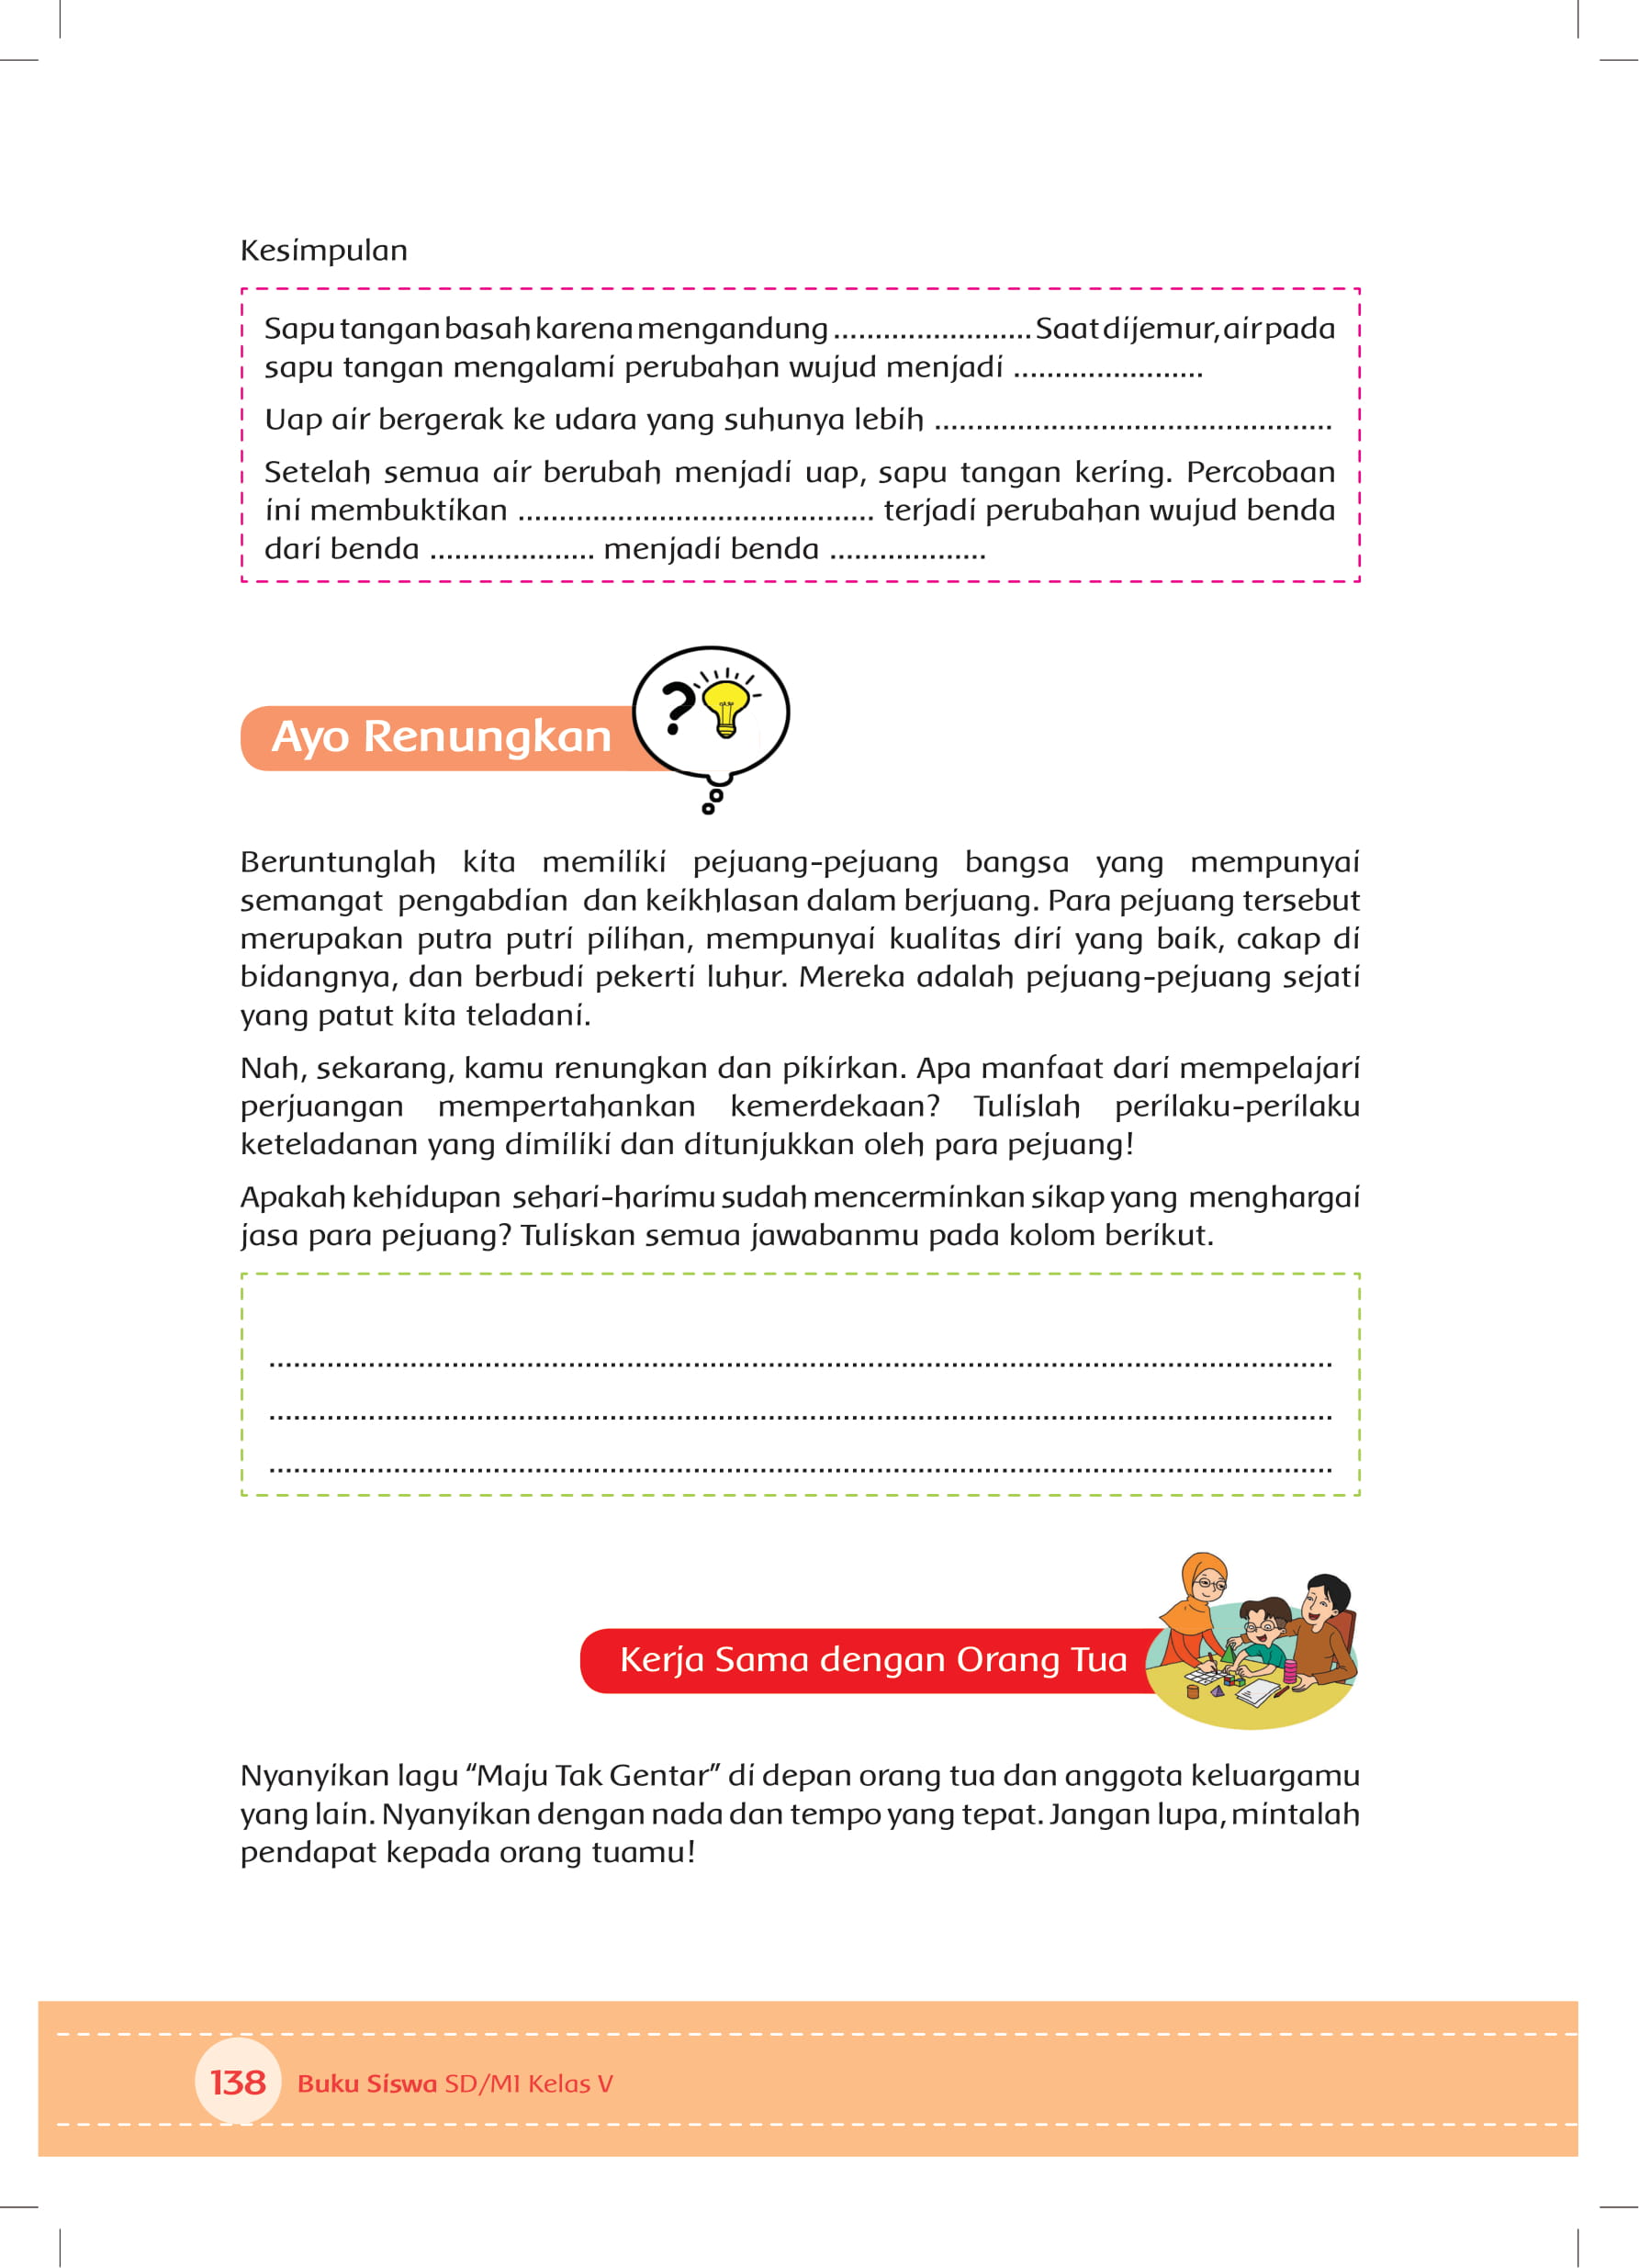 Kesimpulan
Sapu tangan basah karena mengandung ........................ Saat dijemur, air pada
sapu tangan mengalami perubahan wujud menjadi .......................
Uap air bergerak ke udara yang suhunya lebih ................................................
Setelah semua air berubah menjadi uap, sapu tangan kering. Percobaan
ini membuktikan ........................................... terjadi perubahan wujud benda
dari benda .................... menjadi benda ...................
Ayo Renungkan
Beruntunglah kita memiliki pejuang-pejuang bangsa yang mempunyai
semangat pengabdian dan keikhlasan dalam berjuang. Para pejuang tersebut
merupakan putra putri pilihan, mempunyai kualitas diri yang baik, cakap di
bidangnya, dan berbudi pekerti luhur. Mereka adalah pejuang-pejuang sejati
yang patut kita teladani.
Nah, sekarang, kamu renungkan dan pikirkan. Apa manfaat dari mempelajari
perjuangan mempertahankan kemerdekaan? Tulislah perilaku-perilaku
keteladanan yang dimiliki dan ditunjukkan oleh para pejuang!
Apakah kehidupan sehari-harimu sudah mencerminkan sikap yang menghargai
jasa para pejuang? Tuliskan semua jawabanmu pada kolom berikut.
Kerja Sama dengan Orang Tua
Nyanyikan lagu “Maju Tak Gentar” di depan orang tua dan anggota keluargamu
yang lain. Nyanyikan dengan nada dan tempo yang tepat. Jangan lupa, mintalah
pendapat kepada orang tuamu!
138 Buku Siswa SD/MI Kelas V